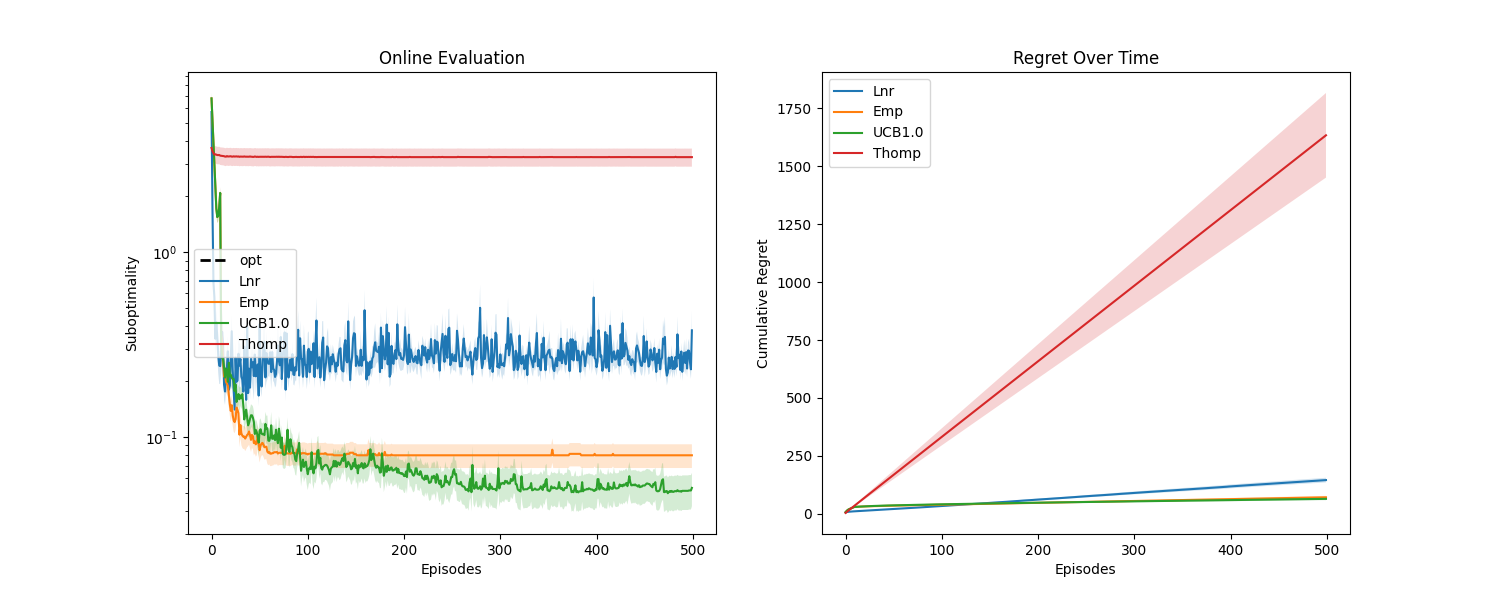 Online Evaluation
Suboptimality
10⁰
10⁻¹
opt
Lnr
Emp
UCB1.0
Thomp
0 100 200 300 400 500
Episodes
Regret Over Time
Cumulative Regret
1750
1500
1250
1000
750
500
250
0
Lnr
Emp
UCB1.0
Thomp
0 100 200 300 400 500
Episodes